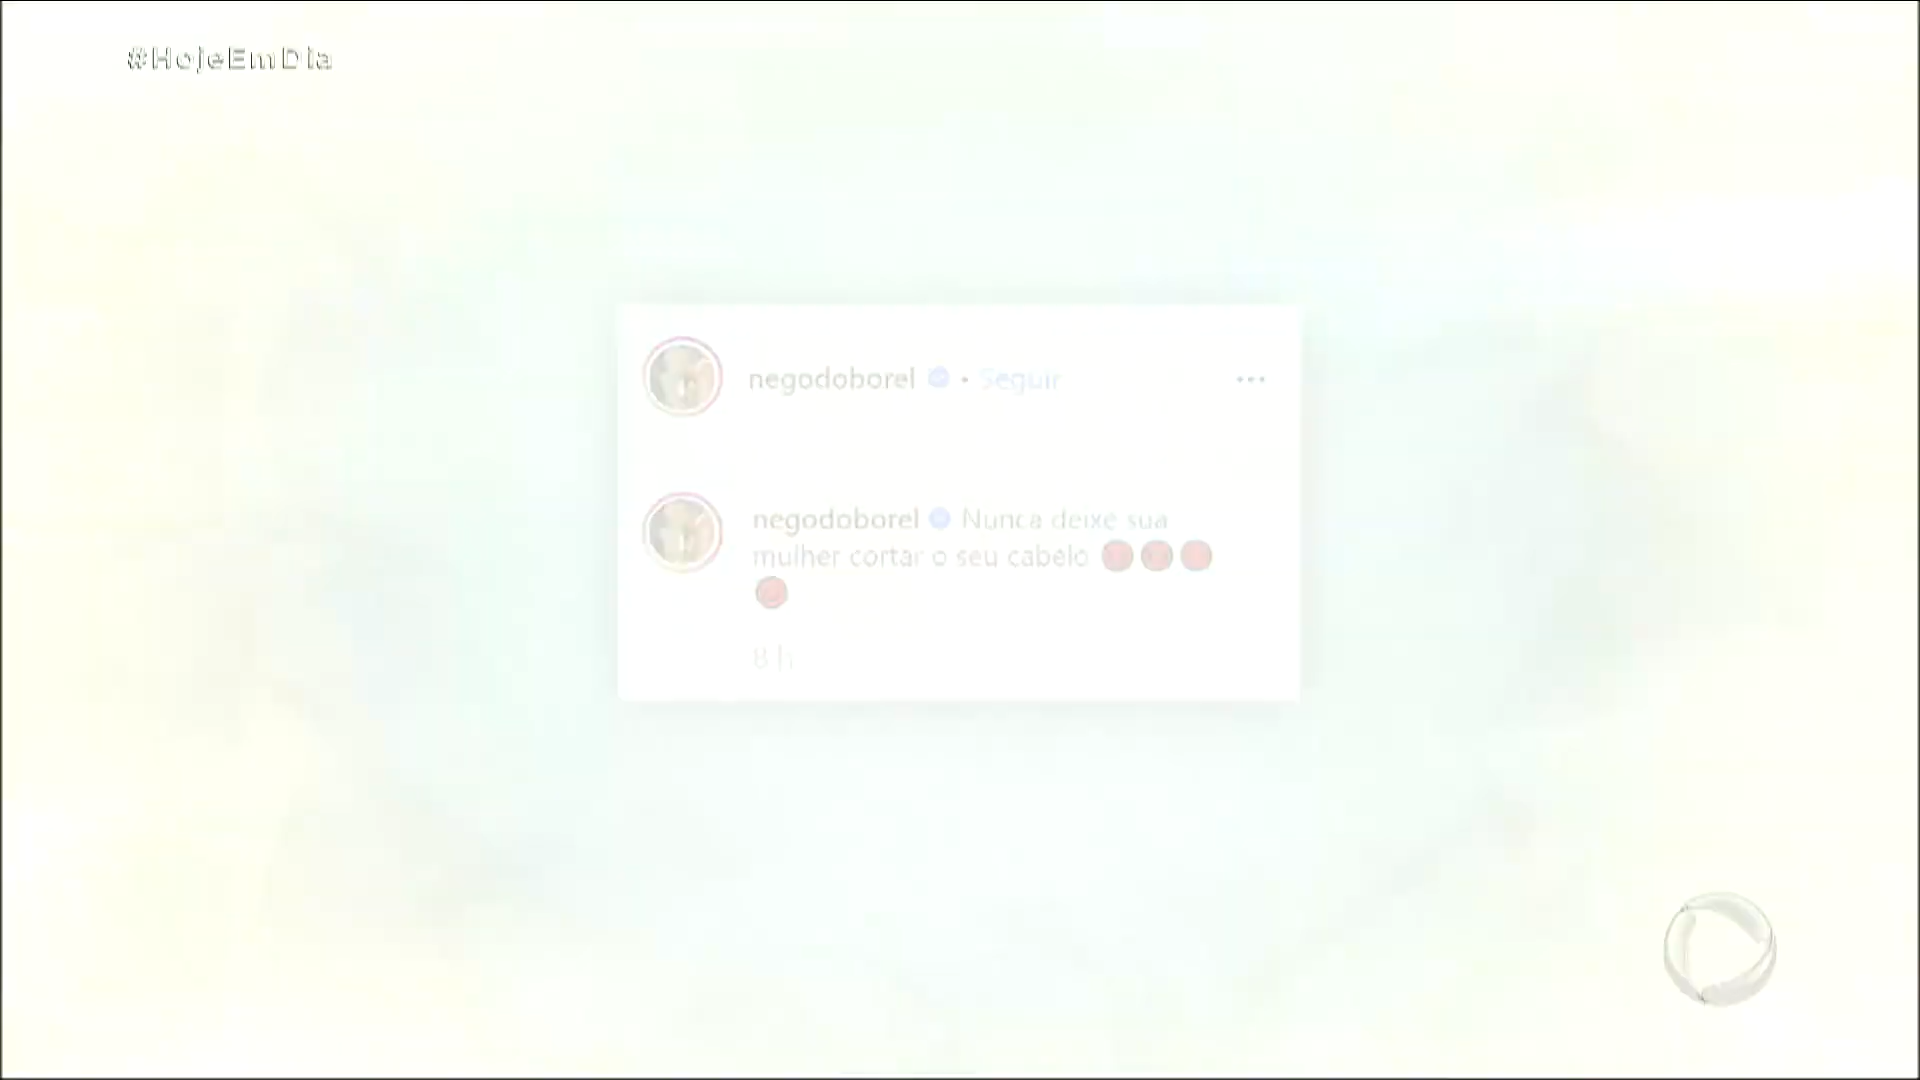 #HojeEmDia
negodoborel • Seguir
negodoborel Nunca deixe sua
mulher cortar o seu cabelo
8 h